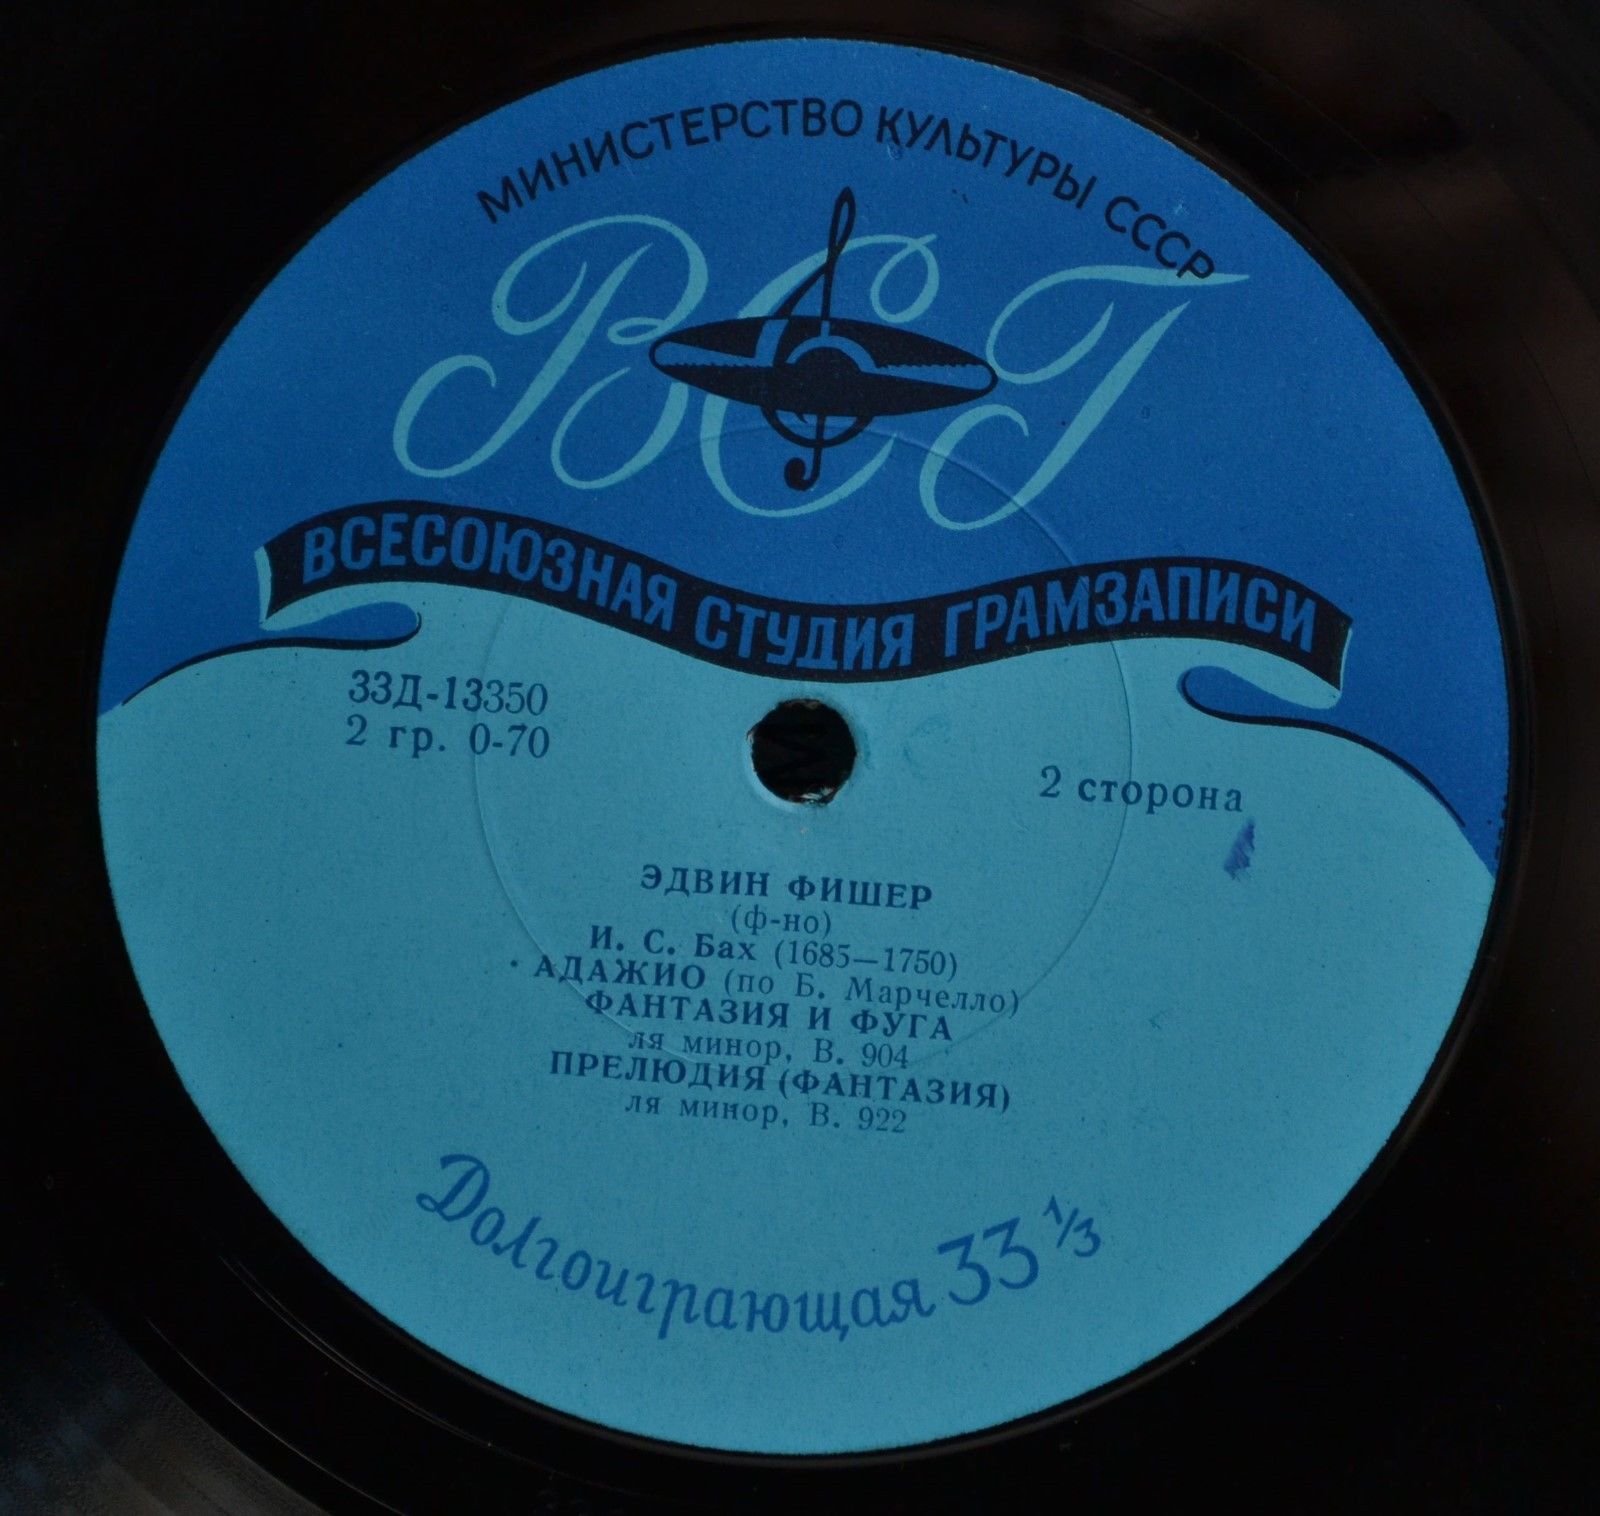 МИНИСТЕРСТВО КУЛЬТУРЫ СССР
ВСГ
ВСЕСОЮЗНАЯ СТУДИЯ ГРАМЗАПИСИ
33Д-13350
2 гр. 0-70
2 сторона
ЭДВИН ФИШЕР
(ф-но)
И. С. Бах (1685—1750)
АДАЖИО (по Б. Марчелло)
ФАНТАЗИЯ И ФУГА
ля минор, В. 904
ПРЕЛЮДИЯ (ФАНТАЗИЯ)
ля минор, В. 922
Долгоиграющая 33 1/3